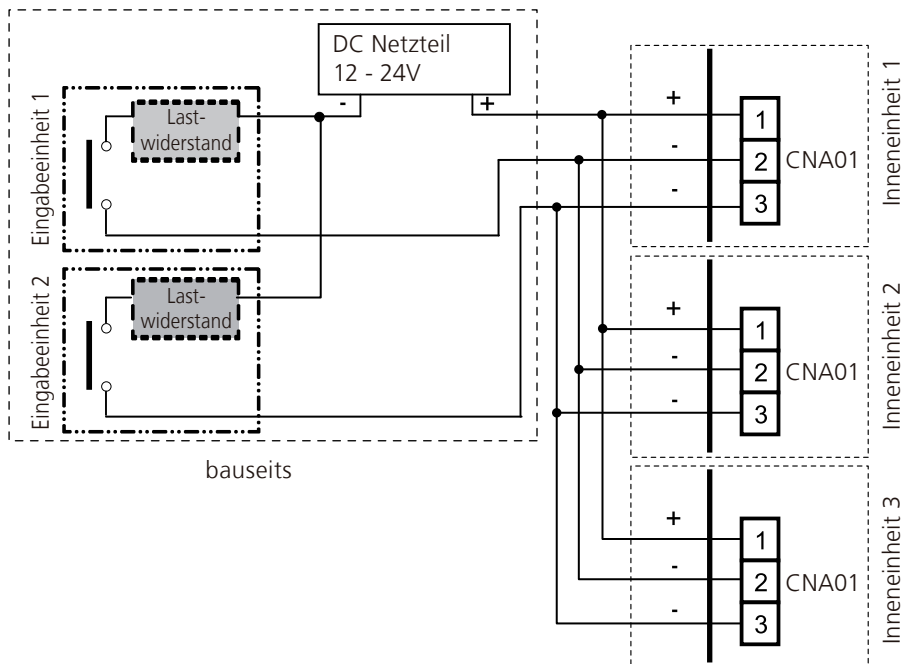 DC Netzteil
12 - 24V
-
+
Eingabeeinheit 1
Last-
widerstand
Eingabeeinheit 2
Last-
widerstand
bauseits
+
-
-
1
2
3
CNA01
Inneneinheit 1
+
-
-
1
2
3
CNA01
Inneneinheit 2
+
-
-
1
2
3
CNA01
Inneneinheit 3